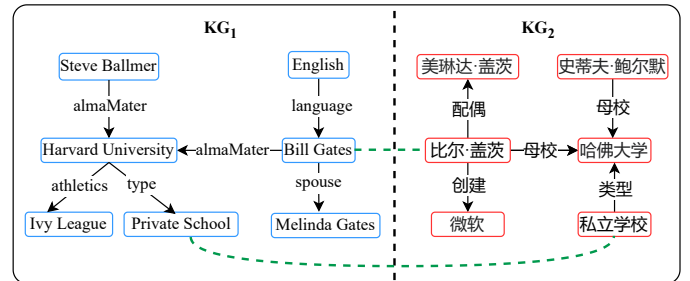 KG₁
KG₂
Steve Ballmer
English
美琳达·盖茨
史蒂夫·鲍尔默
almaMater
language
配偶
母校
Harvard University
almaMater
Bill Gates
比尔·盖茨
母校
哈佛大学
athletics
type
spouse
创建
类型
Ivy League
Private School
Melinda Gates
微软
私立学校